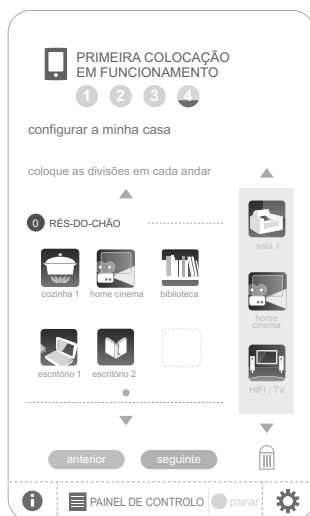 PRIMEIRA COLOCAÇÃO
EM FUNCIONAMENTO
1 2 3 4
configurar a minha casa
coloque as divisões em cada andar
0 RÉS-DO-CHÃO
sala 1
cozinha 1 home cinema biblioteca
home
cinema
escritório 1 escritório 2
HIFI / TV
anterior seguinte
i PAINEL DE CONTROLO parar